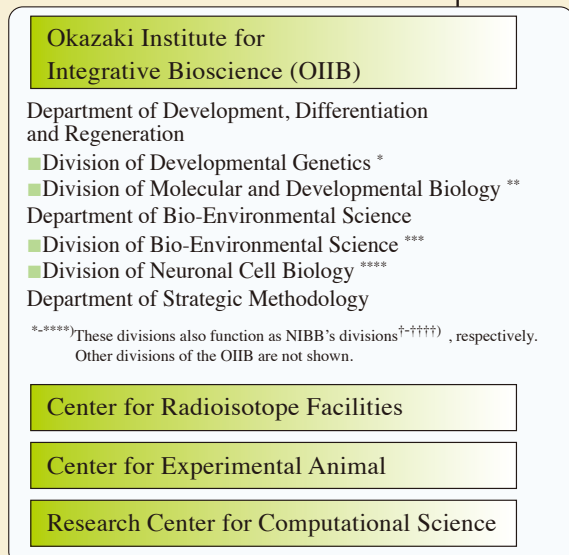 Okazaki Institute for
Integrative Bioscience (OIIB)
Department of Development, Differentiation
and Regeneration
■Division of Developmental Genetics *
■Division of Molecular and Developmental Biology **
Department of Bio-Environmental Science
■Division of Bio-Environmental Science ***
■Division of Neuronal Cell Biology ****
Department of Strategic Methodology
*-****)These divisions also function as NIBB's divisions†-††††) , respectively.
Other divisions of the OIIB are not shown.
Center for Radioisotope Facilities
Center for Experimental Animal
Research Center for Computational Science